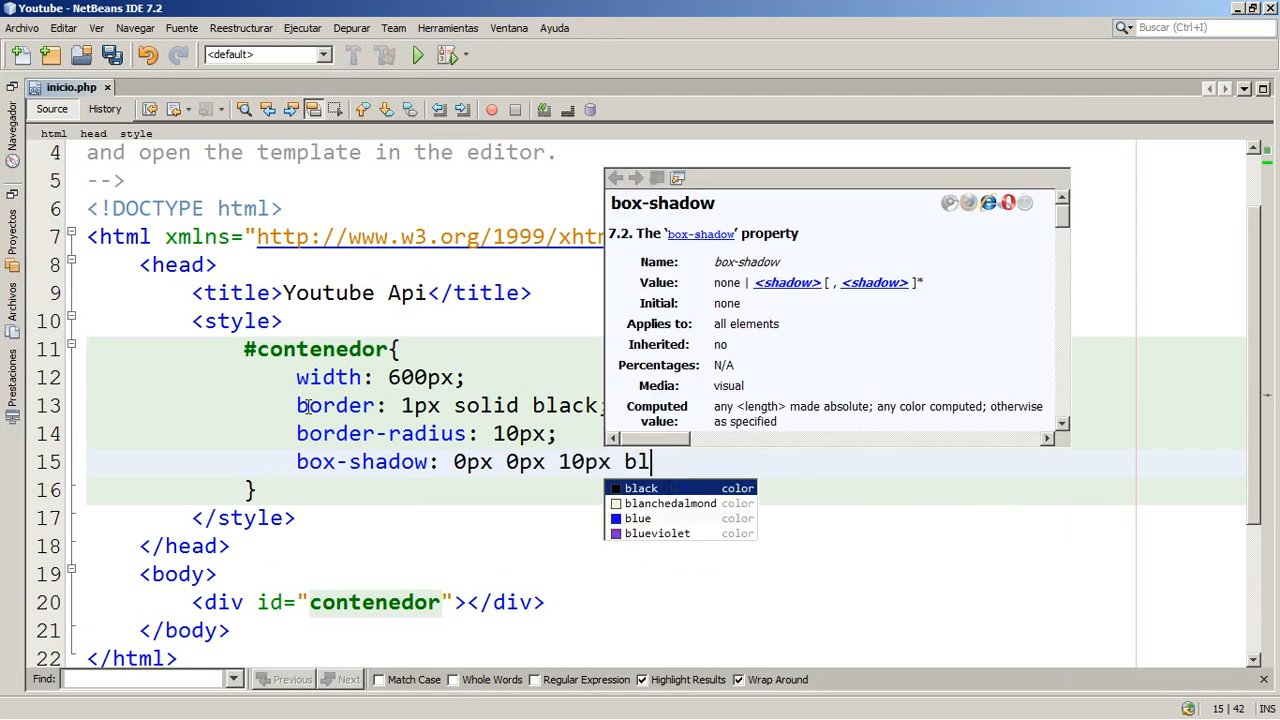 Youtube - NetBeans IDE 7.2
Archivo Editar Ver Navegar Fuente Reestructurar Ejecutar Depurar Team Herramientas Ventana Ayuda
Buscar (Ctrl+I)
<default>
inicio.php
Source History
html head style
Navegador
Proyectos
Archivos
Prestaciones
4 and open the template in the editor.
5 -->
6 <!DOCTYPE html>
7 <html xmlns="http://www.w3.org/1999/xht
8 <head>
9 <title>Youtube Api</title>
10 <style>
11 #contenedor{
12 width: 600px;
13 border: 1px solid black;
14 border-radius: 10px;
15 box-shadow: 0px 0px 10px bl
16 }
17 </style>
18 </head>
19 <body>
20 <div id="contenedor"></div>
21 </body>
22 </html>
box-shadow
7.2. The 'box-shadow' property
Name: box-shadow
Value: none | <shadow> [ , <shadow> ]*
Initial: none
Applies to: all elements
Inherited: no
Percentages: N/A
Media: visual
Computed value: any <length> made absolute; any color computed; otherwise as specified
black color
blanchedalmond color
blue color
blueviolet color
Find: Previous Next Match Case Whole Words Regular Expression Highlight Results Wrap Around
15 | 42 INS